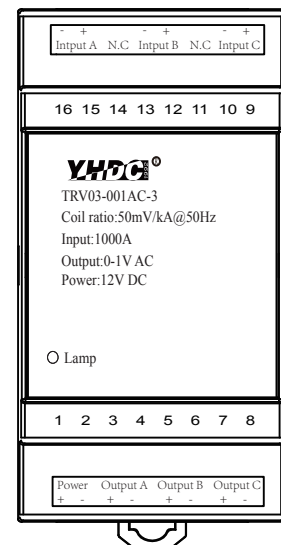 - + - + - +
Intput A N.C Intput B N.C Intput C
16 15 14 13 12 11 10 9
YHDC®
TRV03-001AC-3
Coil ratio:50mV/kA@50Hz
Input:1000A
Output:0-1V AC
Power:12V DC
Lamp
1 2 3 4 5 6 7 8
Power Output A Output B Output C
+ - + - + - + -